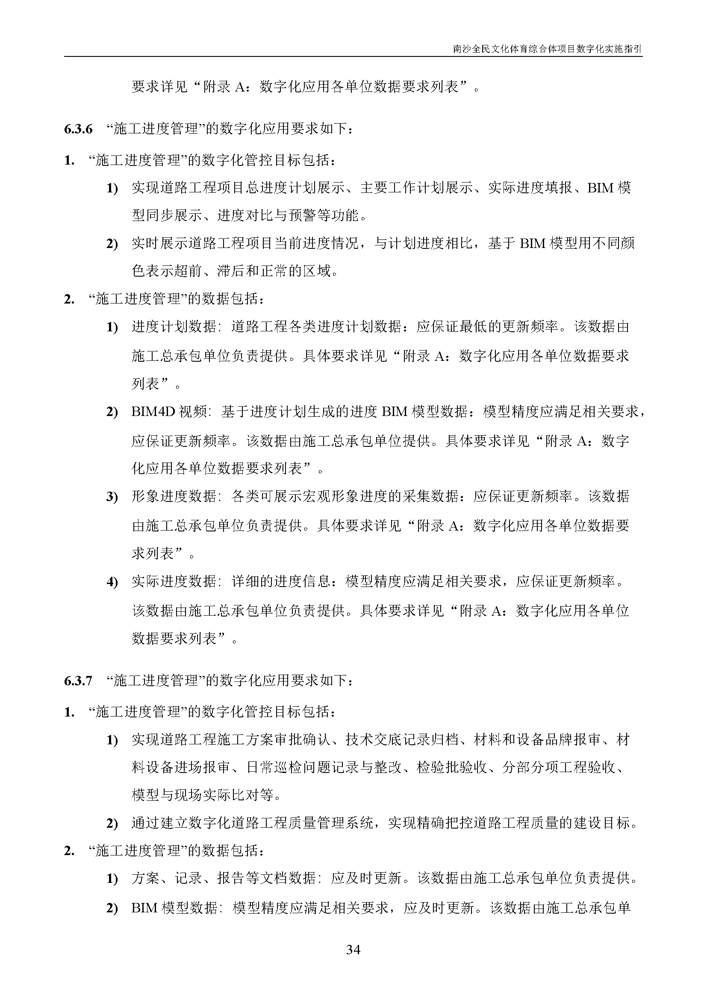 南沙全民文化体育综合体项目数字化实施指引
要求详见“附录 A：数字化应用各单位数据要求列表”。
6.3.6 “施工进度管理”的数字化应用要求如下：
1. “施工进度管理”的数字化管控目标包括：
1) 实现道路工程项目总进度计划展示、主要工作计划展示、实际进度填报、BIM 模
型同步展示、进度对比与预警等功能。
2) 实时展示道路工程项目当前进度情况，与计划进度相比，基于 BIM 模型用不同颜
色表示超前、滞后和正常的区域。
2. “施工进度管理”的数据包括：
1) 进度计划数据：道路工程各类进度计划数据：应保证最低的更新频率。该数据由
施工总承包单位负责提供。具体要求详见“附录 A：数字化应用各单位数据要求
列表”。
2) BIM4D 视频：基于进度计划生成的进度 BIM 模型数据：模型精度应满足相关要求，
应保证更新频率。该数据由施工总承包单位提供。具体要求详见“附录 A：数字
化应用各单位数据要求列表”。
3) 形象进度数据：各类可展示宏观形象进度的采集数据：应保证更新频率。该数据
由施工总承包单位负责提供。具体要求详见“附录 A：数字化应用各单位数据要
求列表”。
4) 实际进度数据：详细的进度信息：模型精度应满足相关要求，应保证更新频率。
该数据由施工总承包单位负责提供。具体要求详见“附录 A：数字化应用各单位
数据要求列表”。
6.3.7 “施工进度管理”的数字化应用要求如下：
1. “施工进度管理”的数字化管控目标包括：
1) 实现道路工程施工方案审批确认、技术交底记录归档、材料和设备品牌报审、材
料设备进场报审、日常巡检问题记录与整改、检验批验收、分部分项工程验收、
模型与现场实际比对等。
2) 通过建立数字化道路工程质量管理系统，实现精确把控道路工程质量的建设目标。
2. “施工进度管理”的数据包括：
1) 方案、记录、报告等文档数据：应及时更新。该数据由施工总承包单位负责提供。
2) BIM 模型数据：模型精度应满足相关要求，应及时更新。该数据由施工总承包单
34